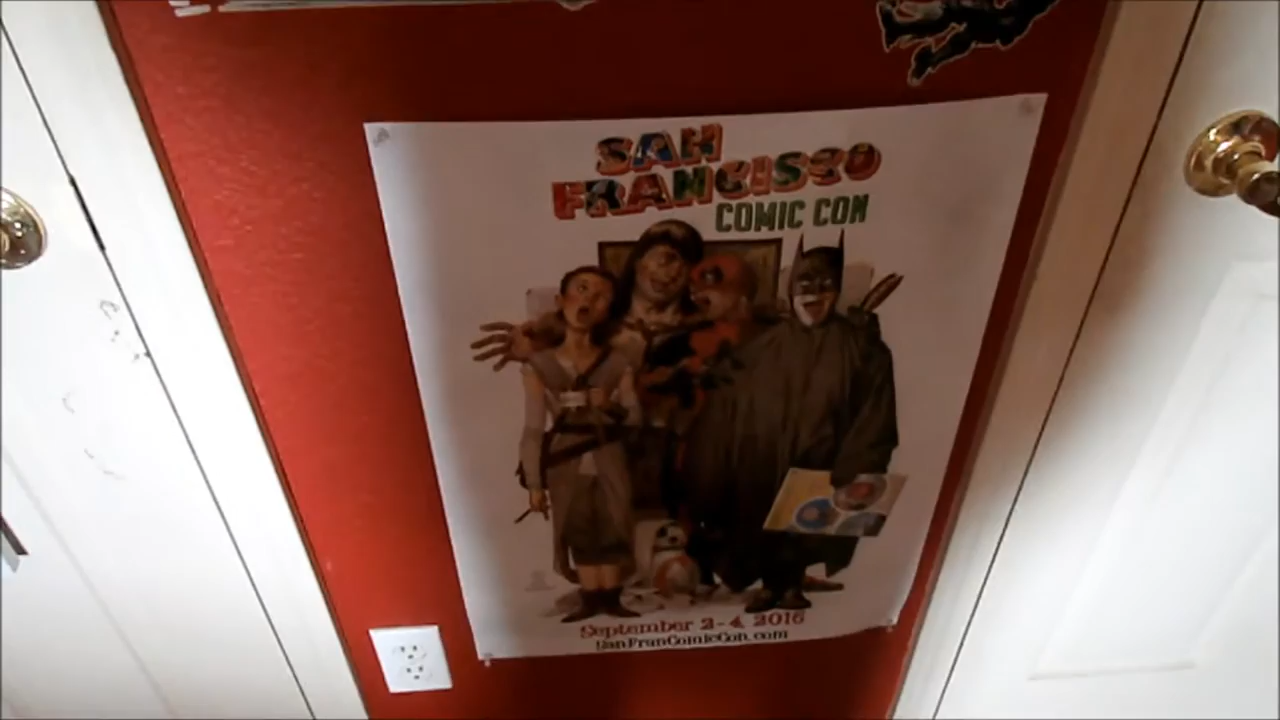 SAN
FRANCISCO
COMIC CON
September 2-4, 2016
SanFranComicCon.com